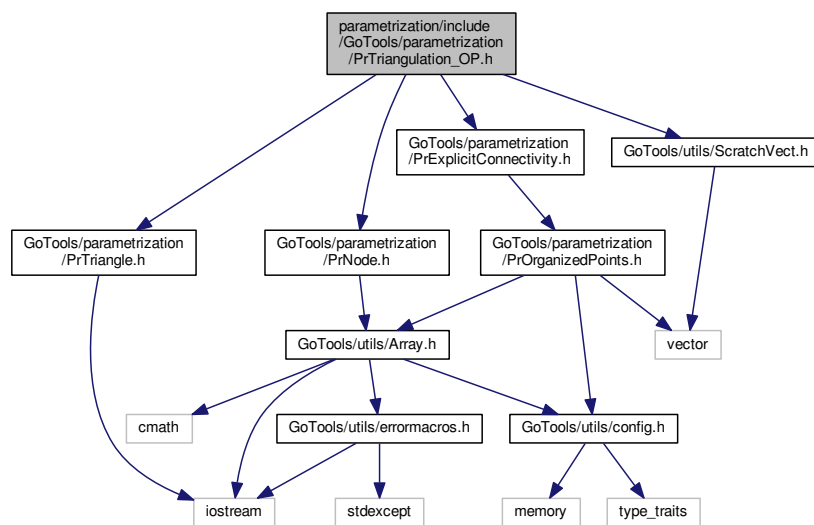 parametrization/include
/GoTools/parametrization
/PrTriangulation_OP.h
GoTools/parametrization
/PrExplicitConnectivity.h
GoTools/utils/ScratchVect.h
GoTools/parametrization
/PrTriangle.h
GoTools/parametrization
/PrNode.h
GoTools/parametrization
/PrOrganizedPoints.h
GoTools/utils/Array.h
vector
cmath
GoTools/utils/errormacros.h
GoTools/utils/config.h
iostream
stdexcept
memory
type_traits